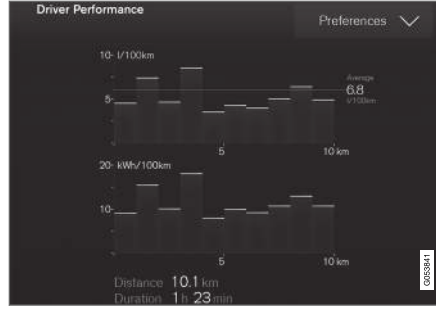 Driver Performance
Preferences
10- l/100km
Average
6.8
l/100km
5-
5
10 km
20- kWh/100km
10-
5
10 km
Distance 10.1 km
Duration 1 h 23 min
G053841